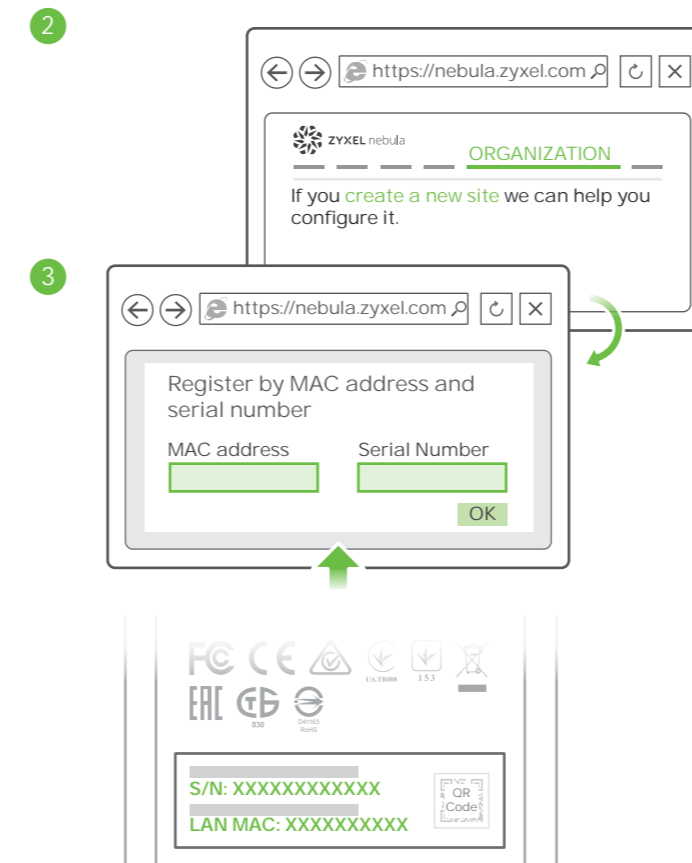 2
https://nebula.zyxel.com
ZYXEL nebula
ORGANIZATION
If you create a new site we can help you
configure it.
3
https://nebula.zyxel.com
Register by MAC address and
serial number
MAC address
Serial Number
OK
FC CE
UA.TR008
153
EAC
030
D41163
RoHS
S/N: XXXXXXXXXXXX
QR
Code
LAN MAC: XXXXXXXXXX